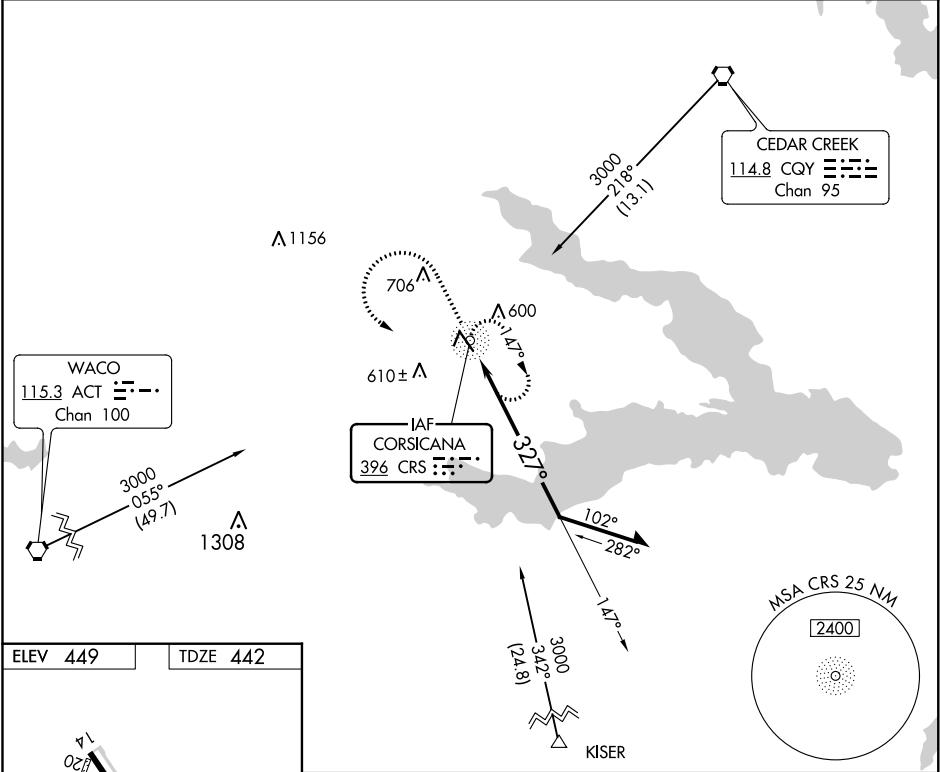 CEDAR CREEK
114.8 CQY
Chan 95
3000
218°
(13.1)
1156
706
600
147°
610±
WACO
115.3 ACT
Chan 100
IAF
CORSICANA
396 CRS
327°
3000
055°
(49.7)
1308
102°
282°
147°
MSA CRS 25 NM
2400
3000
342°
(24.8)
KISER
ELEV 449
TDZE 442
14